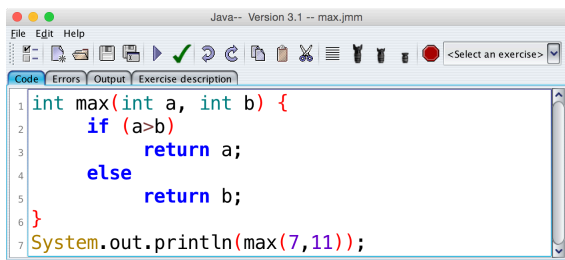 Java-- Version 3.1 -- max.jmm
File Edit Help
<Select an exercise>
Code Errors Output Exercise description
1 int max(int a, int b) {
2 if (a>b)
3 return a;
4 else
5 return b;
6 }
7 System.out.println(max(7,11));